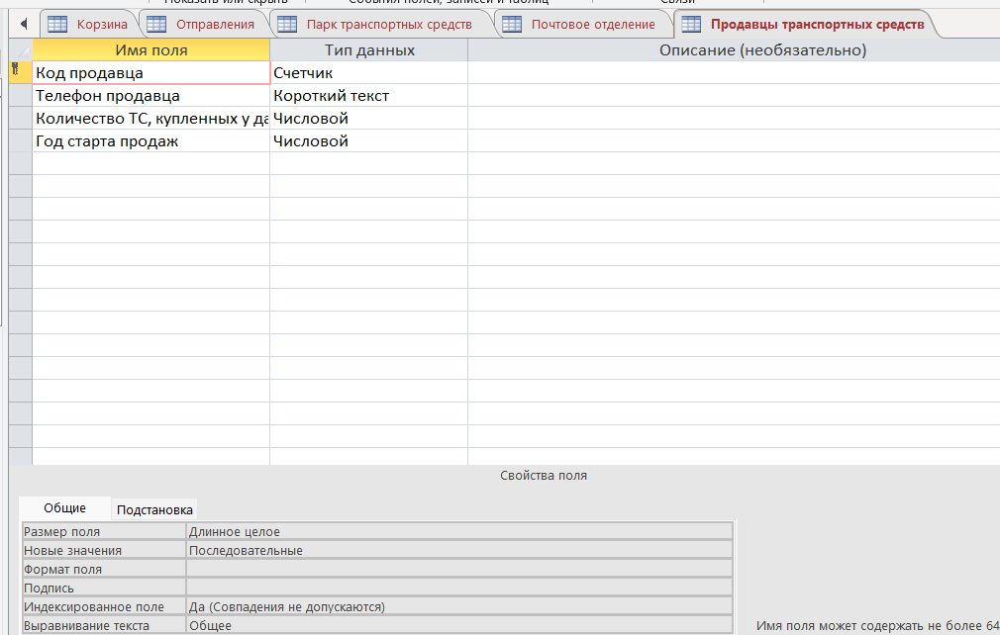 Показать или скрыть События полей, записей и таблиц Связи
Корзина Отправления Парк транспортных средств Почтовое отделение Продавцы транспортных средств
Имя поля Тип данных Описание (необязательно)
Код продавца Счетчик
Телефон продавца Короткий текст
Количество ТС, купленных у да Числовой
Год старта продаж Числовой
Свойства поля
Общие Подстановка
Размер поля Длинное целое
Новые значения Последовательные
Формат поля
Подпись
Индексированное поле Да (Совпадения не допускаются)
Выравнивание текста Общее
Имя поля может содержать не более 64